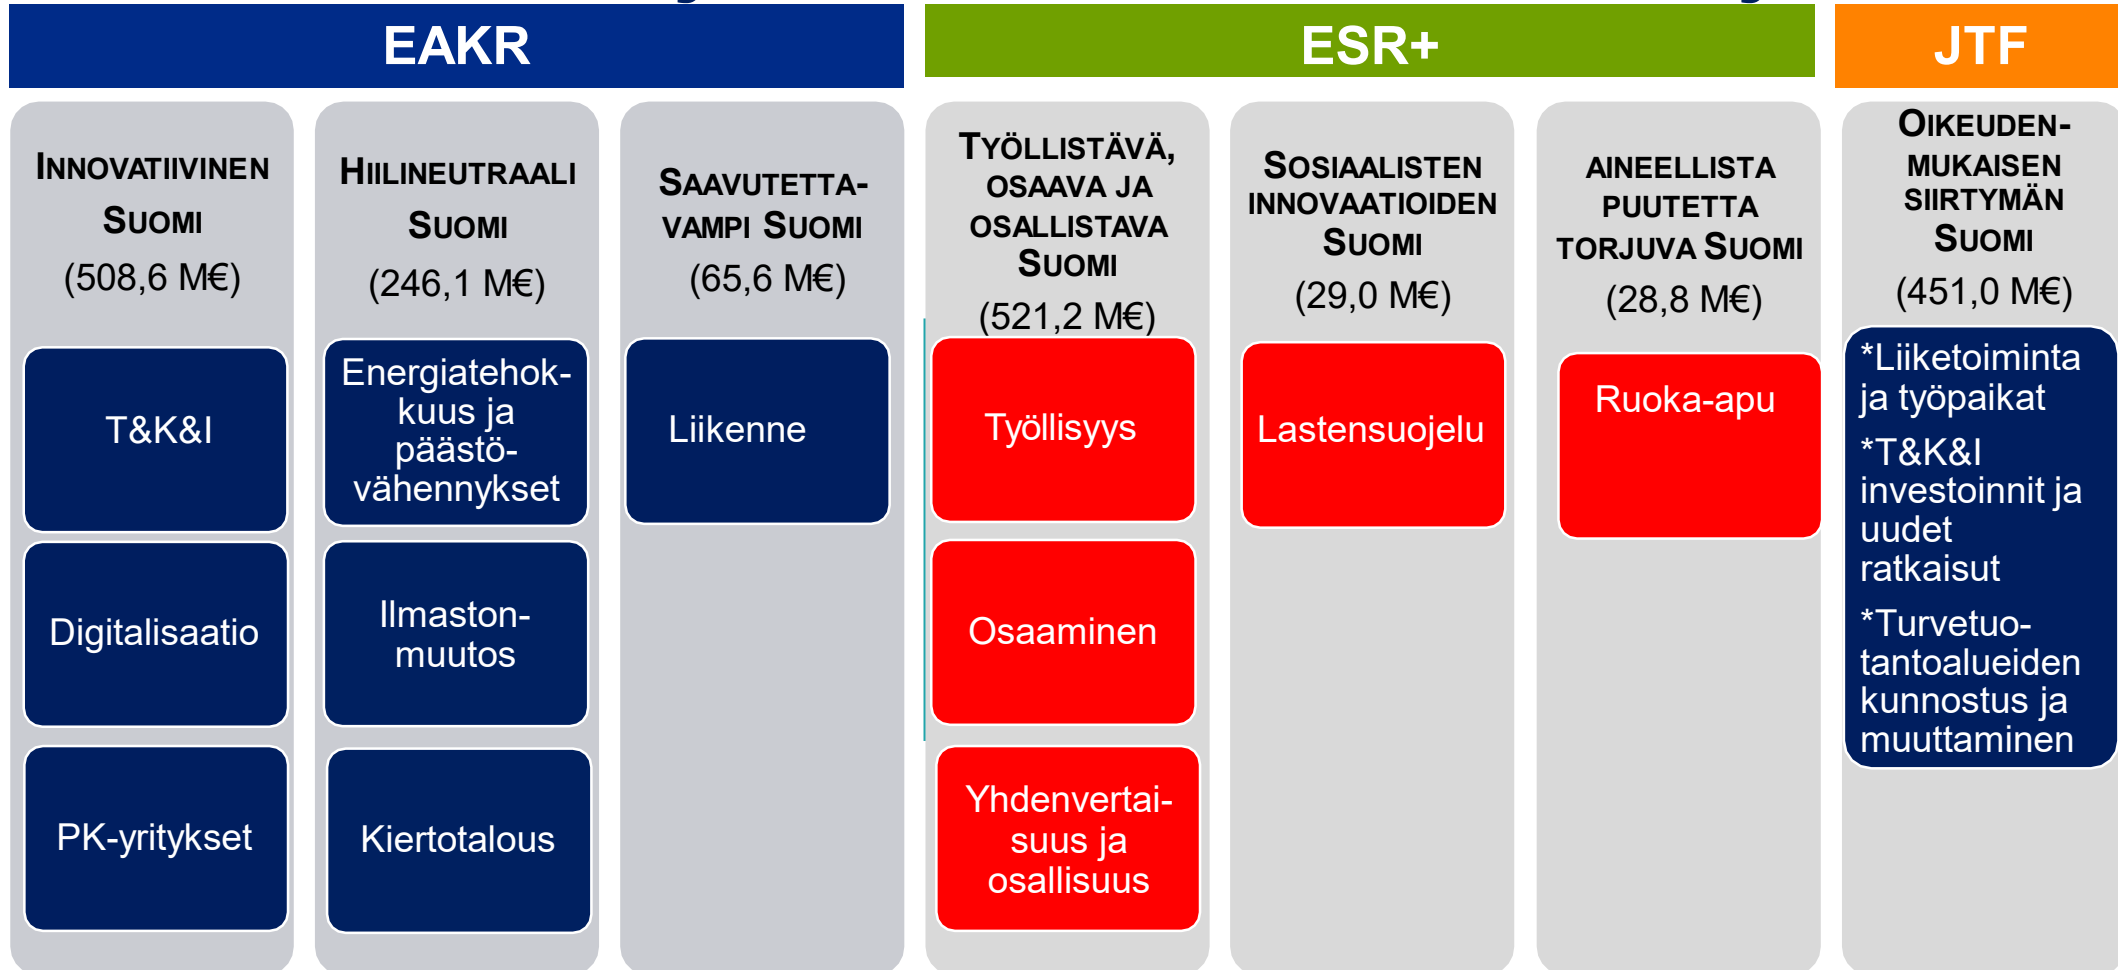 EAKR
ESR+
JTF
INNOVATIIVINEN
SUOMI
(508,6 M€)
T&K&I
Digitalisaatio
PK-yritykset
HIILINEUTRAALI
SUOMI
(246,1 M€)
Energiatehok-
kuus ja
päästö-
vähennykset
Ilmaston-
muutos
Kiertotalous
SAAVUTETTA-
VAMPI SUOMI
(65,6 M€)
Liikenne
TYÖLLISTÄVÄ,
OSAAVA JA
OSALLISTAVA
SUOMI
(521,2 M€)
Työllisyys
Osaaminen
Yhdenvertai-
suus ja
osallisuus
SOSIAALISTEN
INNOVAATIOIDEN
SUOMI
(29,0 M€)
Lastensuojelu
AINEELLISTA
PUUTETTA
TORJUVA SUOMI
(28,8 M€)
Ruoka-apu
OIKEUDEN-
MUKAISEN
SIIRTYMÄN
SUOMI
(451,0 M€)
*Liiketoiminta
ja työpaikat
*T&K&I
investoinnit ja
uudet
ratkaisut
*Turvetuo-
tantoalueiden
kunnostus ja
muuttaminen